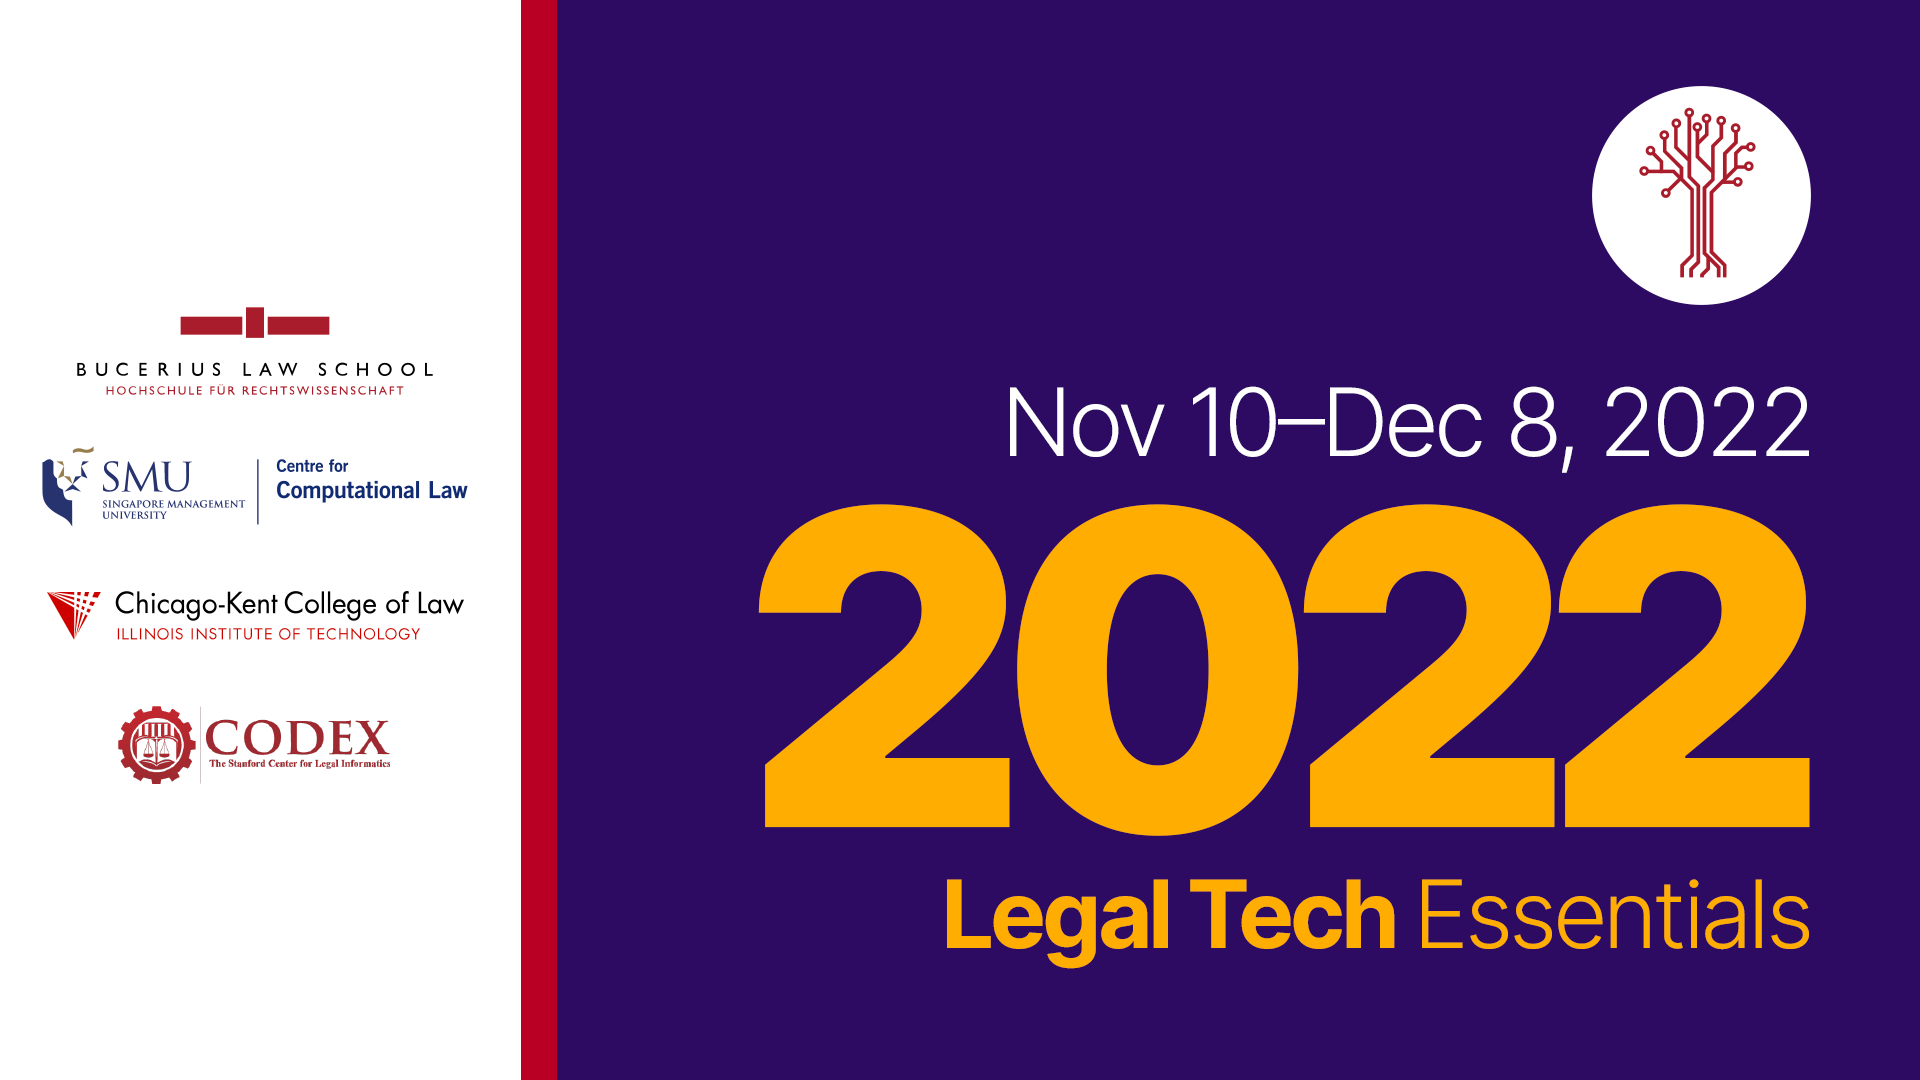 BUCERIUS LAW SCHOOL
HOCHSCHULE FÜR RECHTSWISSENSCHAFT
SMU
SINGAPORE MANAGEMENT
UNIVERSITY
Centre for
Computational Law
Chicago-Kent College of Law
ILLINOIS INSTITUTE OF TECHNOLOGY
CODEX
The Stanford Center for Legal Informatics
Nov 10–Dec 8, 2022
2022
Legal Tech Essentials